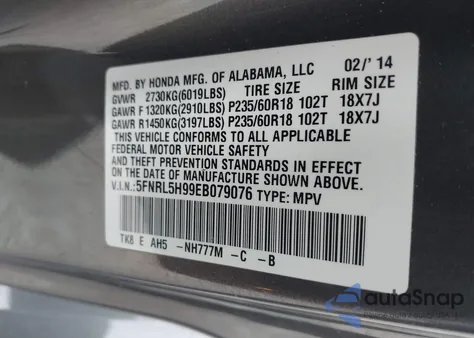 MFD. BY HONDA MFG. OF ALABAMA, LLC 02/'14
GVWR 2730KG(6019LBS) TIRE SIZE RIM SIZE
GAWR F 1320KG(2910LBS) P235/60R18 102T 18X7J
GAWR R 1450KG(3197LBS) P235/60R18 102T 18X7J
THIS VEHICLE CONFORMS TO ALL APPLICABLE
FEDERAL MOTOR VEHICLE
SAFETY AND THEFT PREVENTION STANDARDS IN EFFECT
ON THE DATE OF MANUFACTURE SHOWN ABOVE.
V.I.N.:5FNRL5H99EB079076 TYPE: MPV
TK8 E AH5 -NH777M -C -B
autoSnap